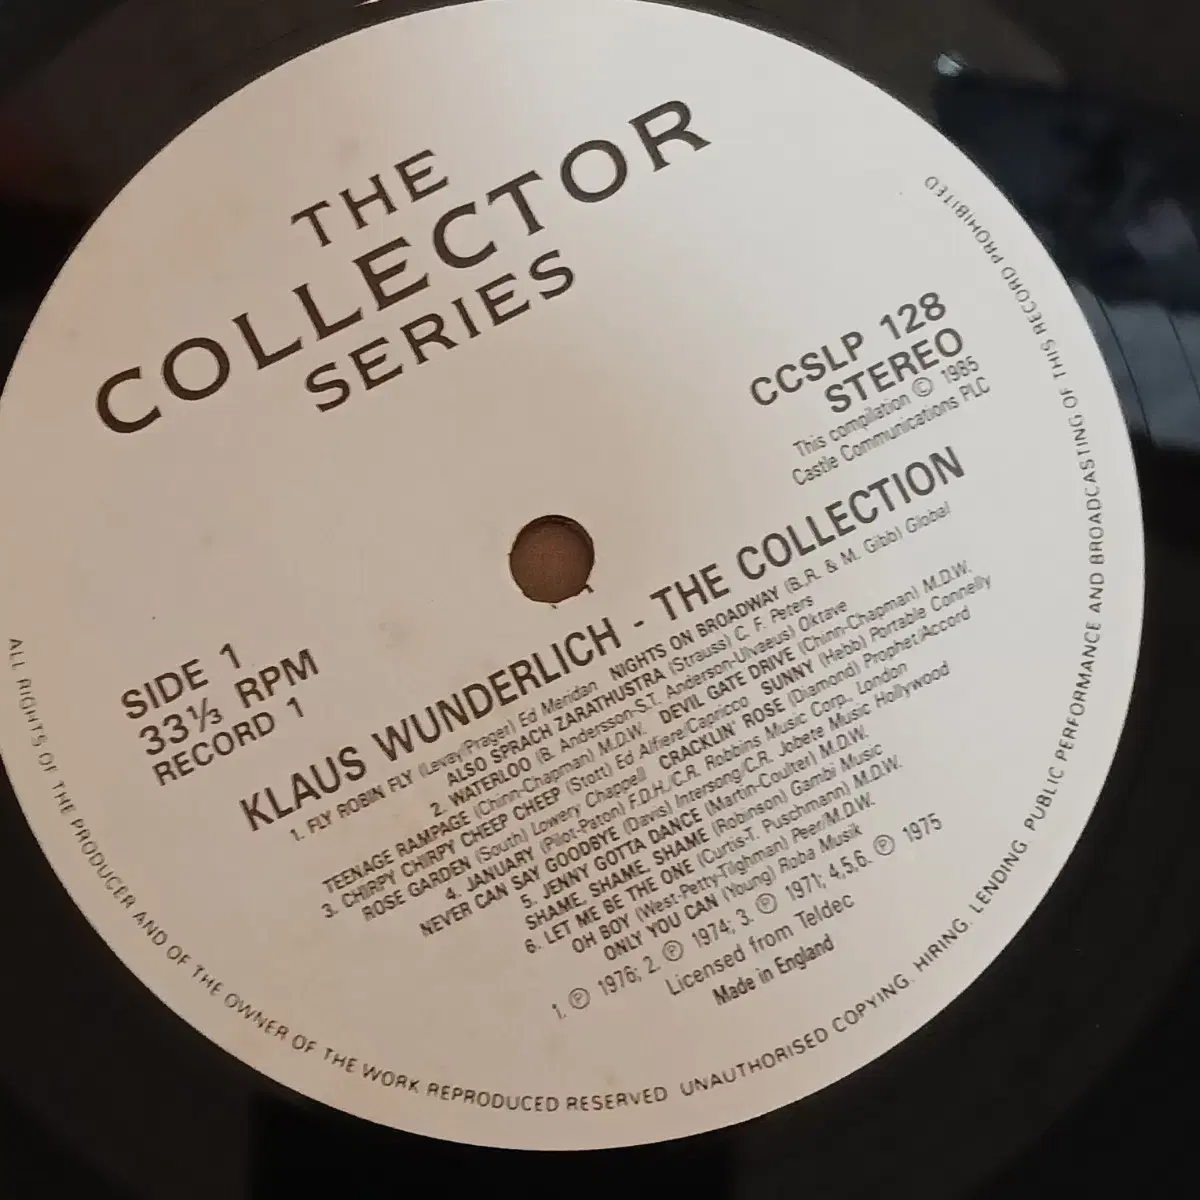 THE
COLLECTOR
SERIES
CCSLP 128
STEREO
This compilation © 1985
Castle Communications PLC
SIDE 1
33⅓ RPM
RECORD 1
KLAUS WUNDERLICH - THE COLLECTION
1. FLY ROBIN FLY (Levay/Prager) Ed Meridan NIGHTS ON BROADWAY (B.,R. & M. Gibb) Global
ALSO SPRACH ZARATHUSTRA (Strauss) C. F. Peters
2. WATERLOO (B. Andersson-S.T. Anderson-Ulvaeus) Oktave
TEENAGE RAMPAGE (Chinn-Chapman) M.D.W. DEVIL GATE DRIVE (Chinn-Chapman) M.D.W.
3. CHIRPY CHIRPY CHEEP CHEEP (Stott) Ed Alfiere/Capricco SUNNY (Hebb) Portable Connelly
ROSE GARDEN (South) Lowery Chappell CRACKLIN' ROSE (Diamond) Prophet/Accord
4. JANUARY (Pilot-Paton) F.D.H./C.R. Robbins Music Corp., London
NEVER CAN SAY GOODBYE (Davis) Intersong/C.R. Jobete Music Hollywood
5. JENNY GOTTA DANCE (Martin-Coulter) M.D.W.
SHAME, SHAME, SHAME (Robinson) Gambi Music
6. LET ME BE THE ONE (Curtis-T. Puschmann) M.D.W.
OH BOY (West-Petty-Tilghman) Peer/M.D.W.
ONLY YOU CAN (Young) Roba Musik
1. ℗ 1976; 2. ℗ 1974; 3. ℗ 1971; 4,5,6. ℗ 1975
Licensed from Teldec
Made in England
ALL RIGHTS OF THE PRODUCER AND OF THE OWNER OF THE WORK REPRODUCED RESERVED UNAUTHORISED COPYING, HIRING, LENDING PUBLIC PERFORMANCE AND BROADCASTING OF THIS RECORD PROHIBITED